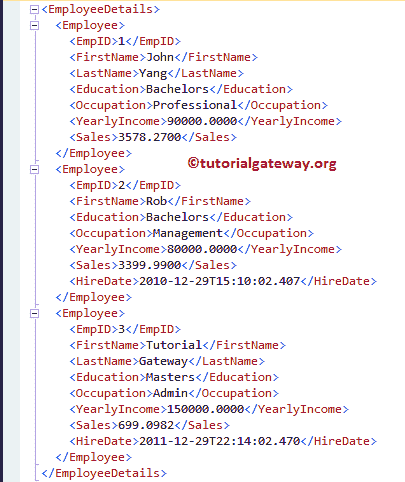 <EmployeeDetails>
<Employee>
<EmpID>1</EmpID>
<FirstName>John</FirstName>
<LastName>Yang</LastName>
<Education>Bachelors</Education>
<Occupation>Professional</Occupation>
<YearlyIncome>90000.0000</YearlyIncome>
<Sales>3578.2700</Sales>
</Employee>
©tutorialgateway.org
<Employee>
<EmpID>2</EmpID>
<FirstName>Rob</FirstName>
<Education>Bachelors</Education>
<Occupation>Management</Occupation>
<YearlyIncome>80000.0000</YearlyIncome>
<Sales>3399.9900</Sales>
<HireDate>2010-12-29T15:10:02.407</HireDate>
</Employee>
<Employee>
<EmpID>3</EmpID>
<FirstName>Tutorial</FirstName>
<LastName>Gateway</LastName>
<Education>Masters</Education>
<Occupation>Admin</Occupation>
<YearlyIncome>150000.0000</YearlyIncome>
<Sales>699.0982</Sales>
<HireDate>2011-12-29T22:14:02.470</HireDate>
</Employee>
</EmployeeDetails>